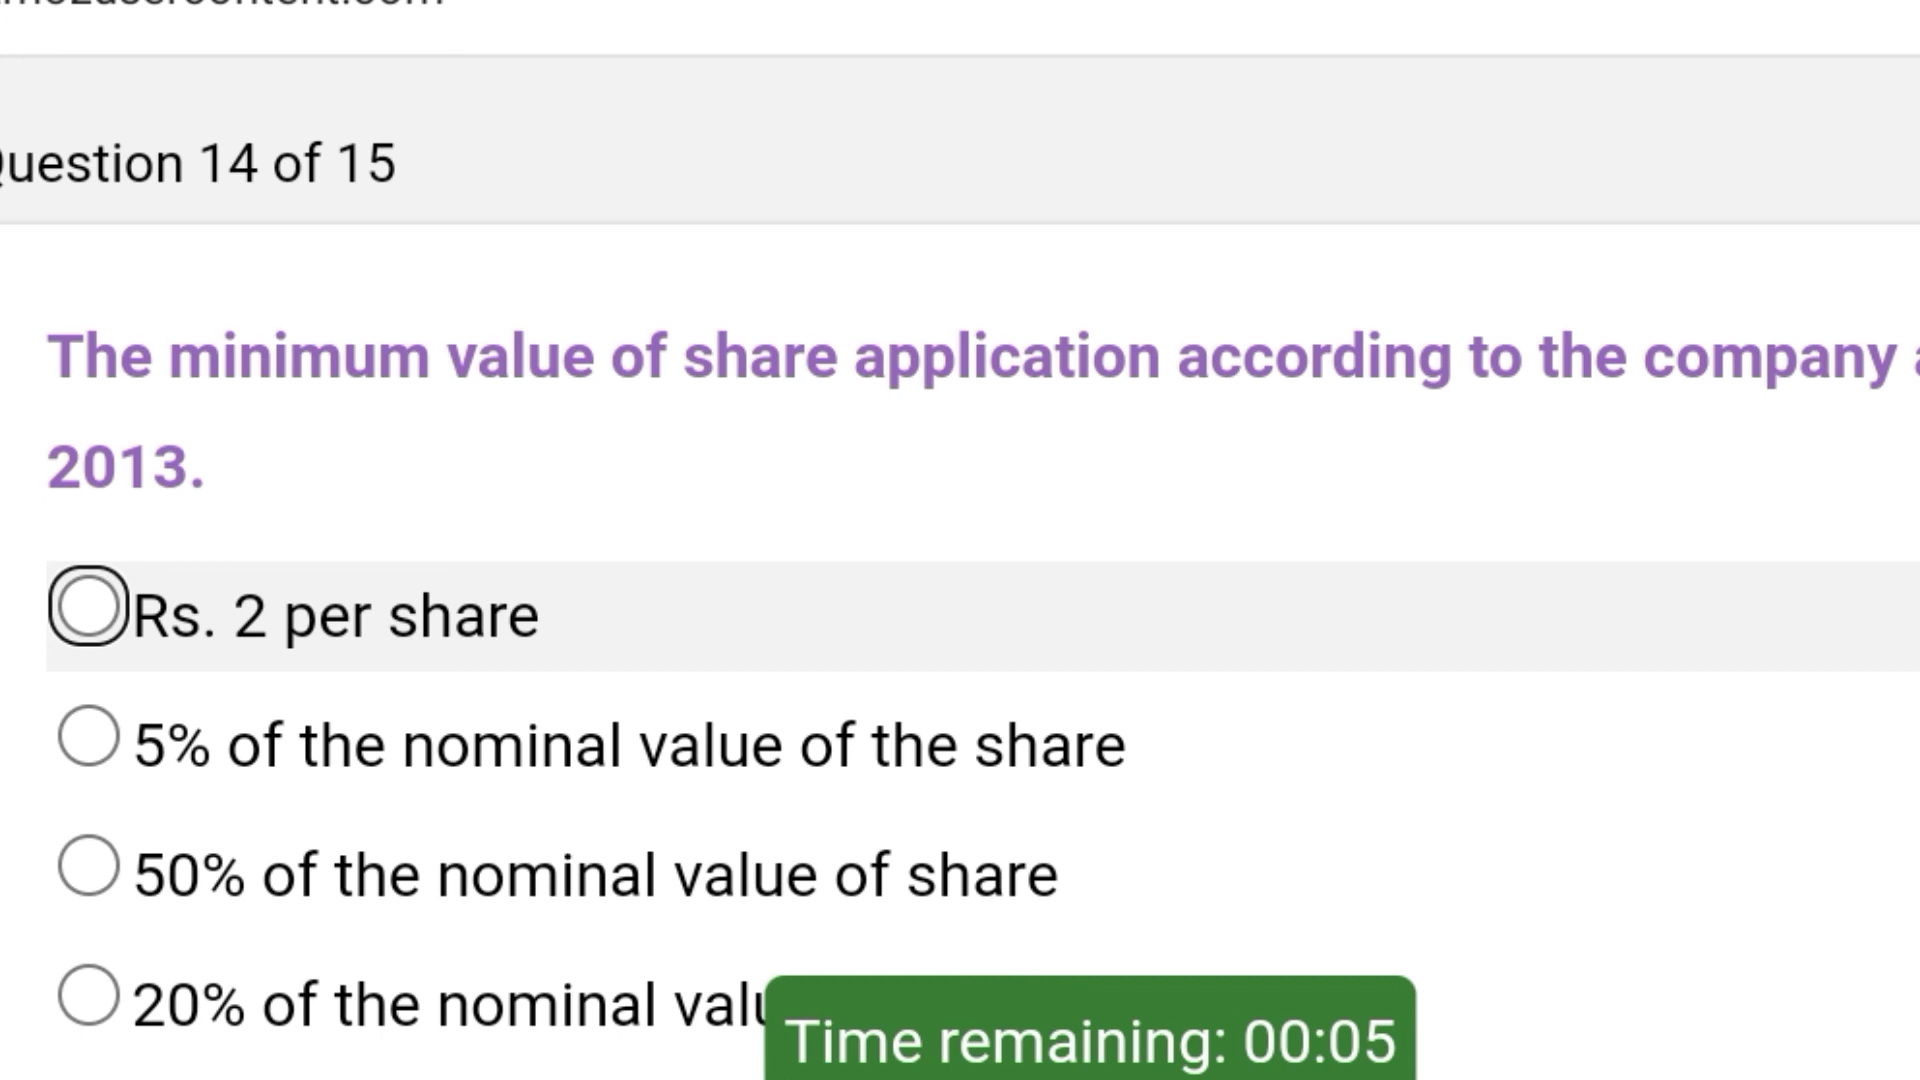 Question 14 of 15
The minimum value of share application according to the company
2013.
Rs. 2 per share
5% of the nominal value of the share
50% of the nominal value of share
20% of the nominal
Time remaining: 00:05